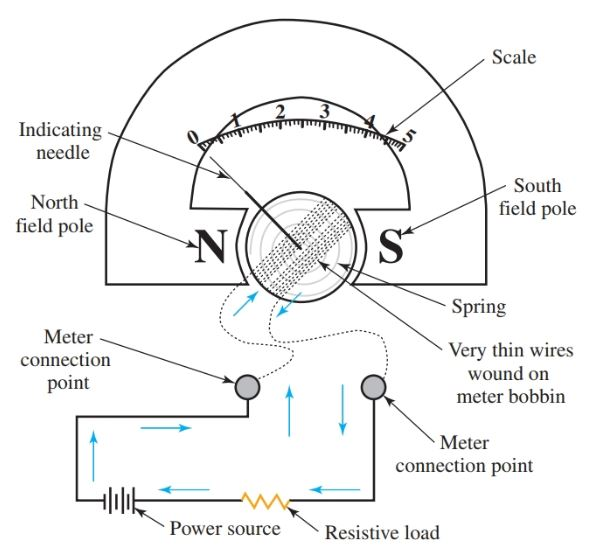 Scale
0 1 2 3 4 5
Indicating
needle
North
field pole
South
field pole
N S
Spring
Meter
connection
point
Very thin wires
wound on
meter bobbin
Meter
connection point
Power source
Resistive load